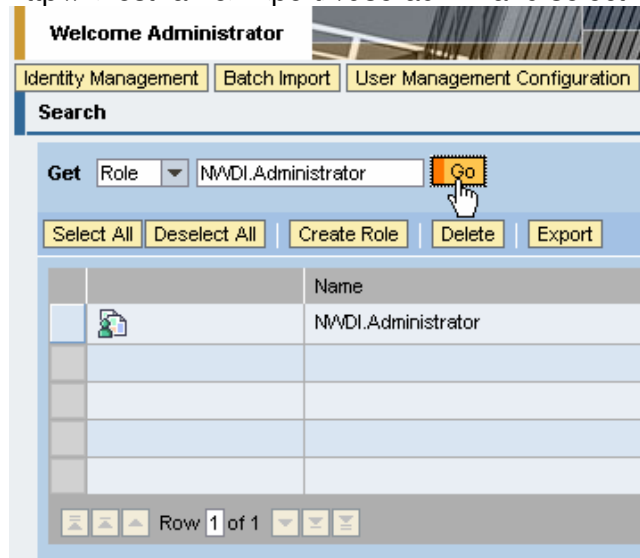 Welcome Administrator
Identity Management Batch Import User Management Configuration
Search
Get Role NWDI.Administrator Go
Select All Deselect All Create Role Delete Export
Name
NWDI.Administrator
Row 1 of 1